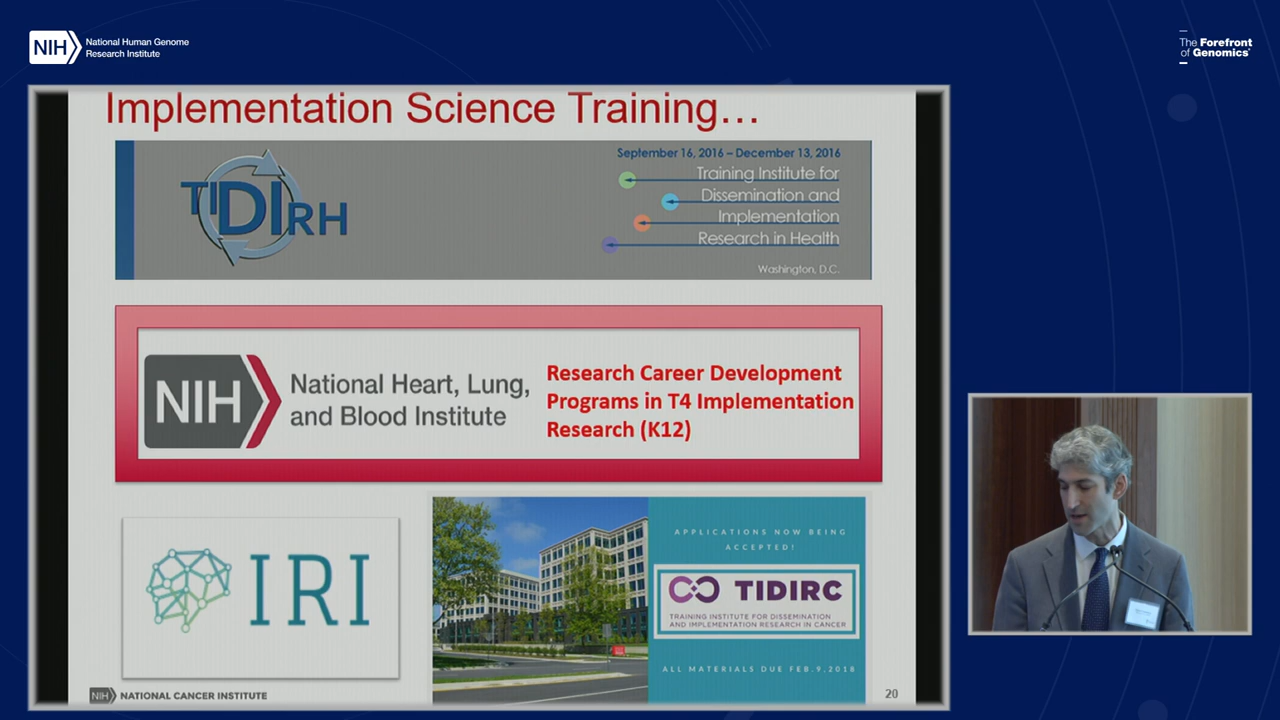 NIH
National Human Genome
Research Institute
The Forefront
of Genomics
Implementation Science Training...
TIDIRH
September 16, 2016 – December 13, 2016
Training Institute for
Dissemination and
Implementation
Research in Health
Washington, D.C.
NIH
National Heart, Lung,
and Blood Institute
Research Career Development
Programs in T4 Implementation
Research (K12)
IRI
APPLICATIONS NOW BEING
ACCEPTED!
TIDIRC
TRAINING INSTITUTE FOR DISSEMINATION
AND IMPLEMENTATION RESEARCH IN CANCER
ALL MATERIALS DUE FEB.9,2018
NIH
NATIONAL CANCER INSTITUTE
20